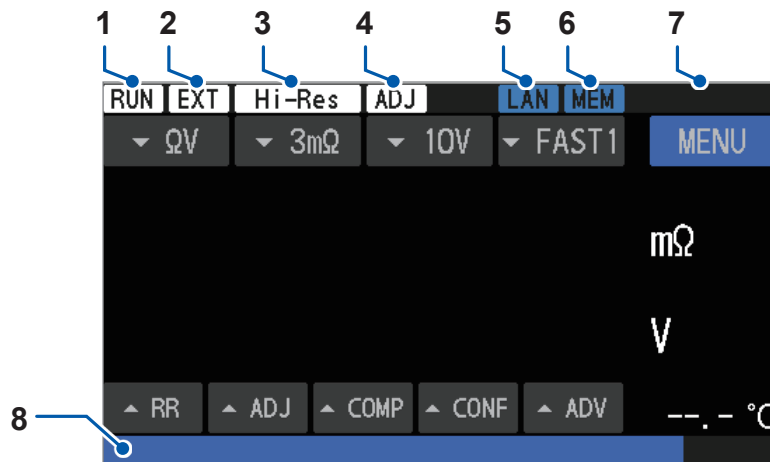 1 2 3 4 5 6 7
RUN EXT Hi-Res ADJ LAN MEM
ΩV 3mΩ 10V FAST1 MENU
mΩ
V
RR ADJ COMP CONF ADV --.- °C
8